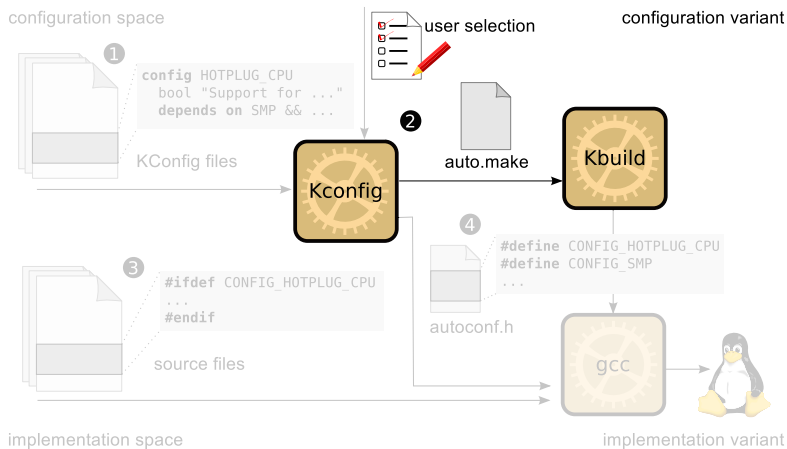 configuration space
user selection
configuration variant
1
config HOTPLUG_CPU
bool "Support for ..."
depends on SMP && ...
KConfig files
2
auto.make
Kbuild
Kconfig
4
#define CONFIG_HOTPLUG_CPU
#define CONFIG_SMP
...
autoconf.h
3
#ifdef CONFIG_HOTPLUG_CPU
...
#endif
source files
gcc
implementation space
implementation variant